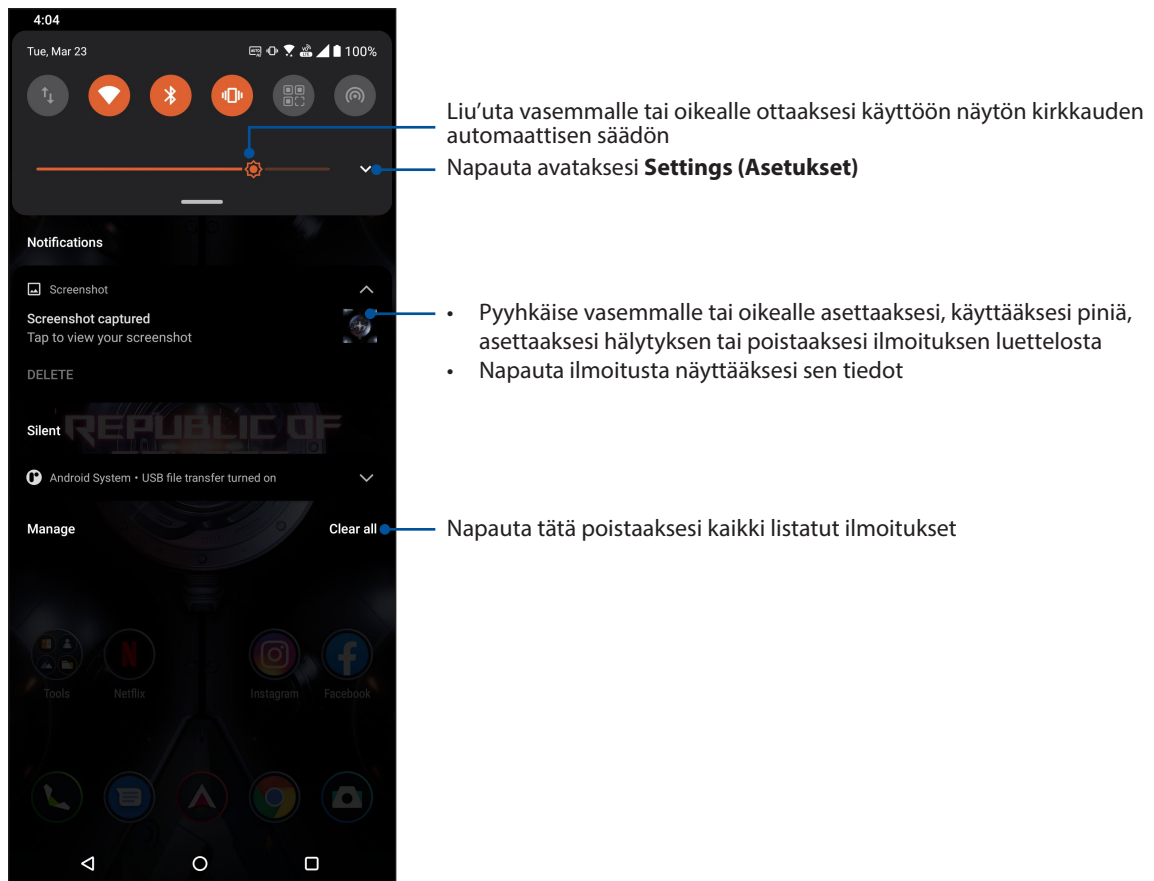 4:04
Tue, Mar 23
100%
Liu'uta vasemmalle tai oikealle ottaaksesi käyttöön näytön kirkkauden
automaattisen säädön
Napauta avataksesi Settings (Asetukset)
Notifications
Screenshot
Screenshot captured
Tap to view your screenshot
DELETE
• Pyyhkäise vasemmalle tai oikealle asettaaksesi, käyttääksesi piniä,
asettaaksesi hälytyksen tai poistaaksesi ilmoituksen luettelosta
• Napauta ilmoitusta näyttääksesi sen tiedot
Silent
REPUBLIC OF
Android System • USB file transfer turned on
Manage
Clear all
Napauta tätä poistaaksesi kaikki listatut ilmoitukset
Tools
Netflix
Instagram
Facebook